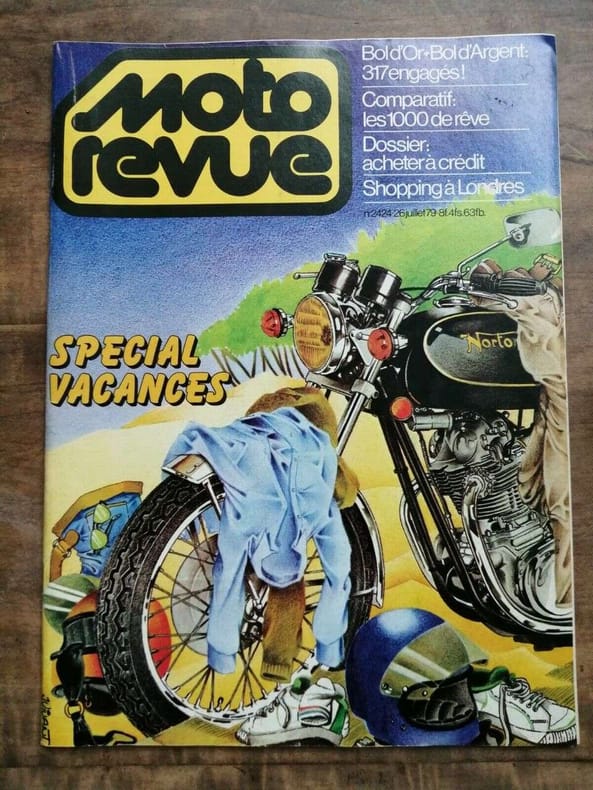 moto
revue
Bol d'Or+Bol d'Argent:
317 engagés!
Comparatif:
les 1000 de rêve
Dossier:
acheter à crédit
Shopping à Londres
n°2424·26 juillet 79·8f.4fs.63fb.
SPECIAL
VACANCES
Norton